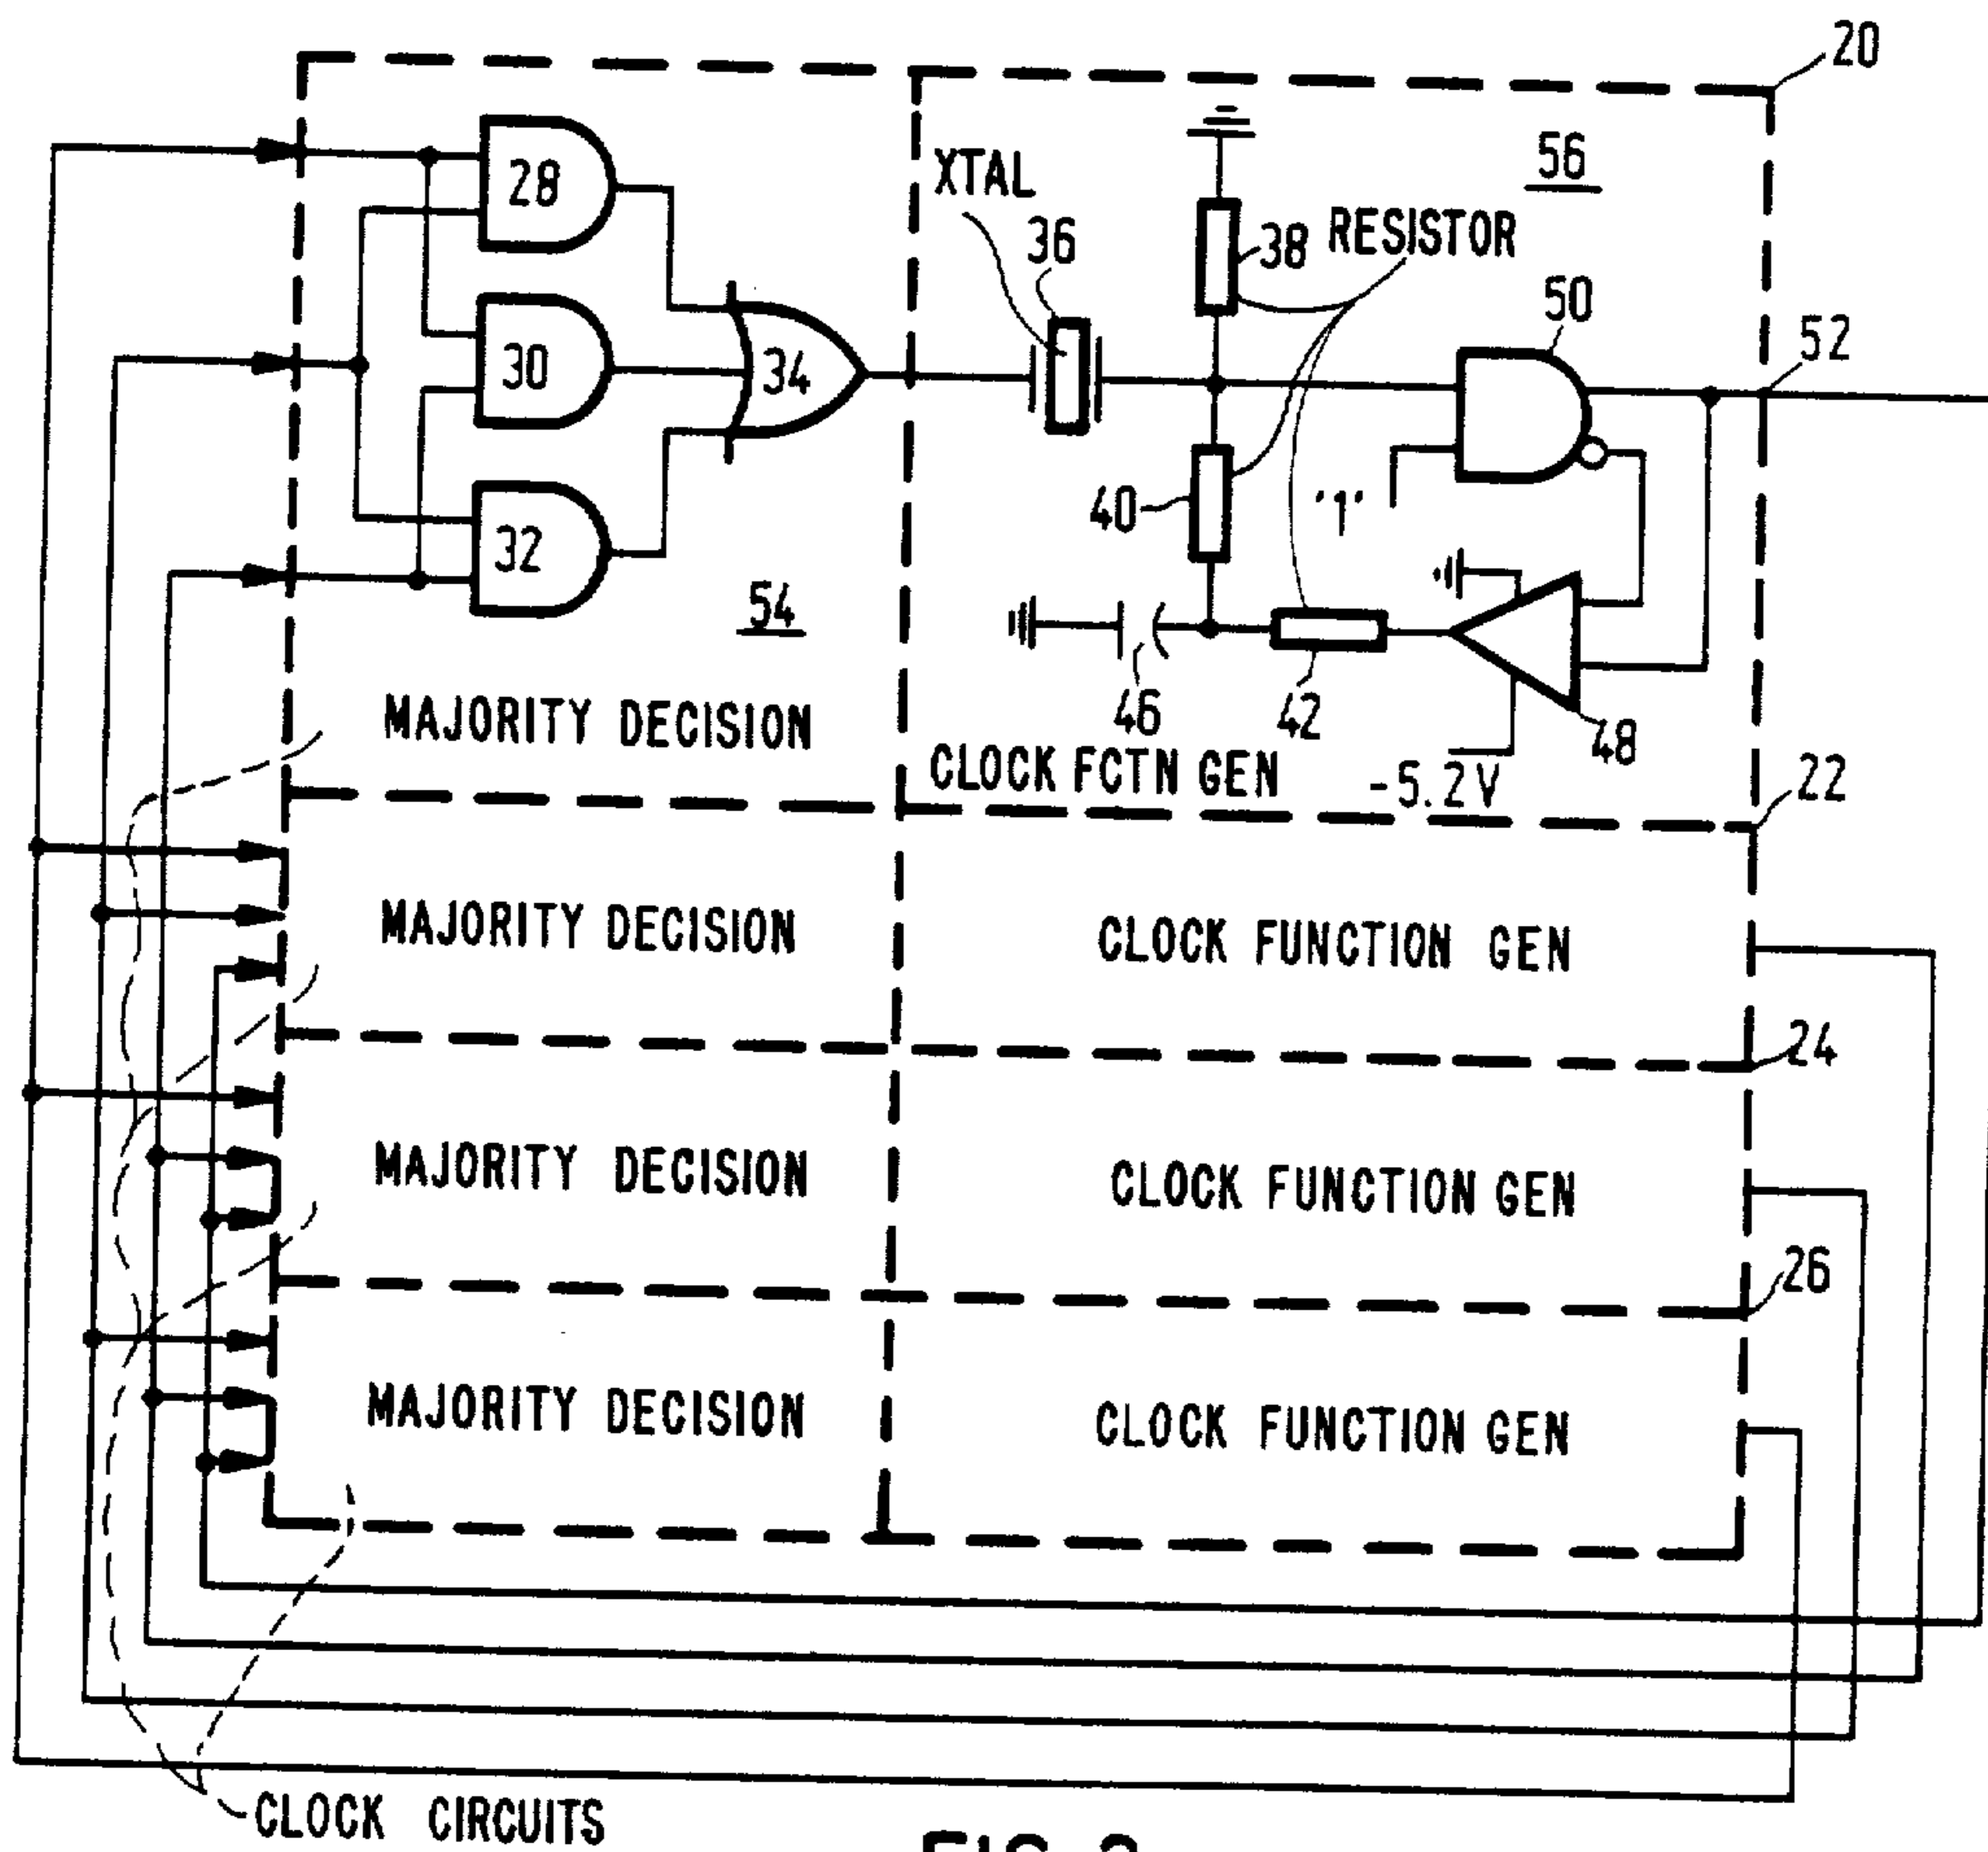 20
56
28
XTAL
36
38 RESISTOR
50
52
30
34
40
'1'
32
54
46
42
48
MAJORITY DECISION
CLOCK FCTN GEN
-5.2V
22
MAJORITY DECISION
CLOCK FUNCTION GEN
24
MAJORITY DECISION
CLOCK FUNCTION GEN
26
MAJORITY DECISION
CLOCK FUNCTION GEN
CLOCK CIRCUITS